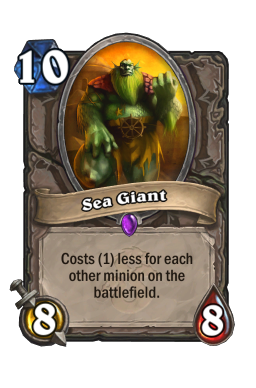 10
Sea Giant
Costs (1) less for each
other minion on the
battlefield.
8
8